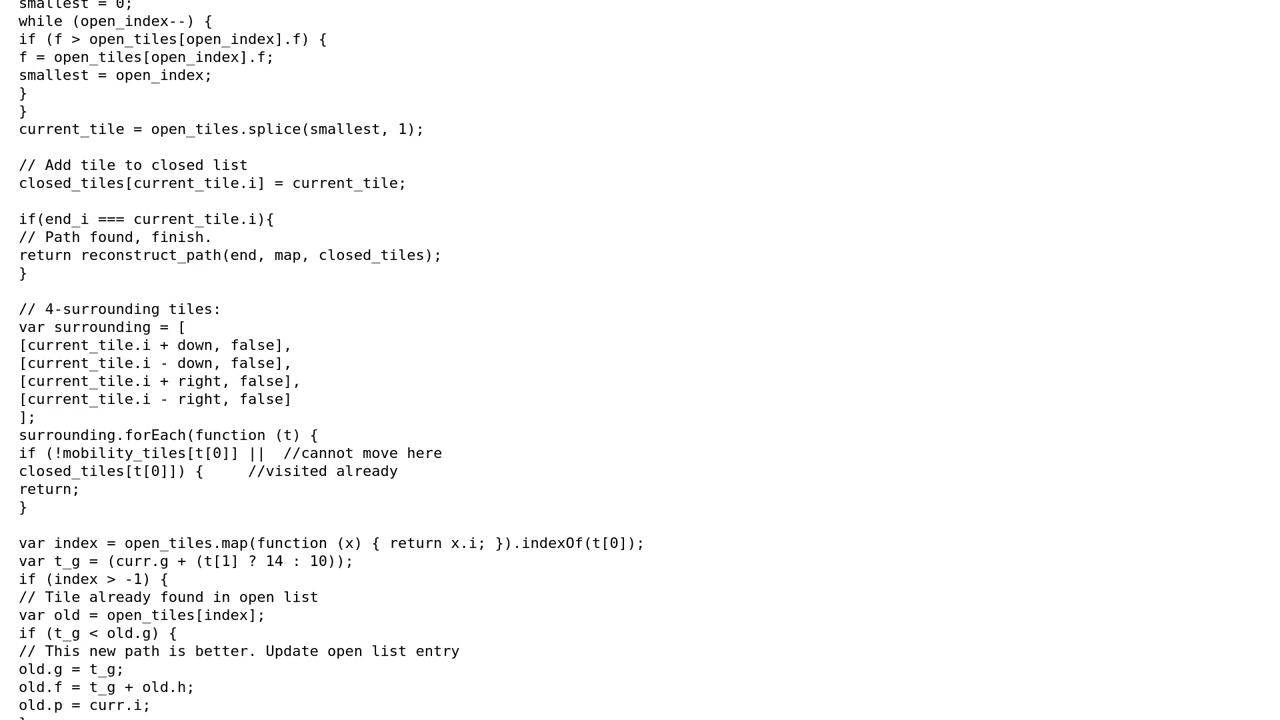 smallest = 0;
while (open_index--) {
if (f > open_tiles[open_index].f) {
f = open_tiles[open_index].f;
smallest = open_index;
}
}
current_tile = open_tiles.splice(smallest, 1);

// Add tile to closed list
closed_tiles[current_tile.i] = current_tile;

if(end_i === current_tile.i){
// Path found, finish.
return reconstruct_path(end, map, closed_tiles);
}

// 4-surrounding tiles:
var surrounding = [
[current_tile.i + down, false],
[current_tile.i - down, false],
[current_tile.i + right, false],
[current_tile.i - right, false]
];
surrounding.forEach(function (t) {
if (!mobility_tiles[t[0]] ||  //cannot move here
closed_tiles[t[0]]) {     //visited already
return;
}

var index = open_tiles.map(function (x) { return x.i; }).indexOf(t[0]);
var t_g = (curr.g + (t[1] ? 14 : 10));
if (index > -1) {
// Tile already found in open list
var old = open_tiles[index];
if (t_g < old.g) {
// This new path is better. Update open list entry
old.g = t_g;
old.f = t_g + old.h;
old.p = curr.i;
}